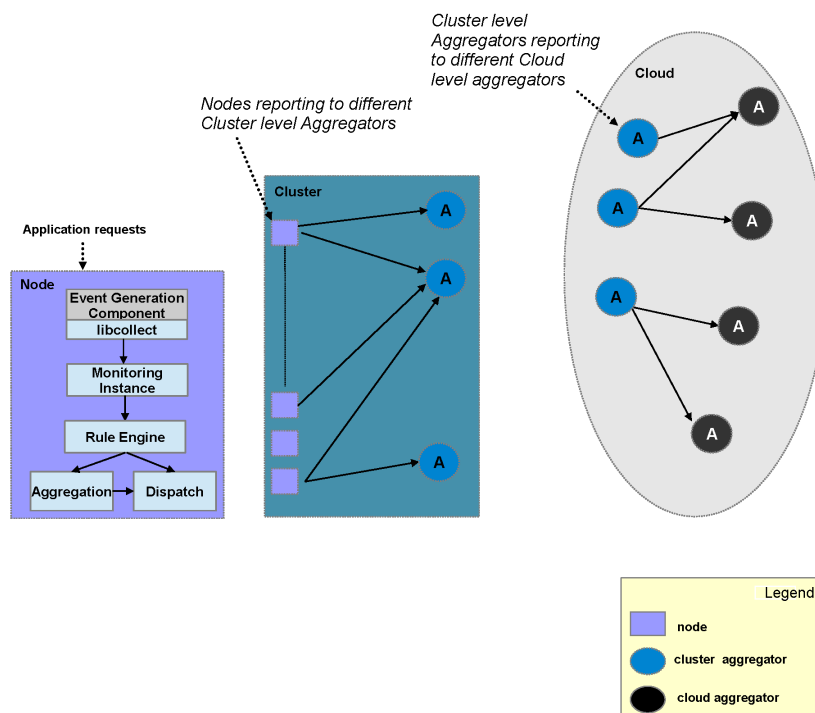 Cluster level
Aggregators reporting
to different Cloud
level aggregators
Nodes reporting to different
Cluster level Aggregators
Application requests
Node
Event Generation
Component
libcollect
Monitoring
Instance
Rule Engine
Aggregation
Dispatch
Cluster
A
A
A
Cloud
A
A
A
A
A
A
A
Legend
node
cluster aggregator
cloud aggregator